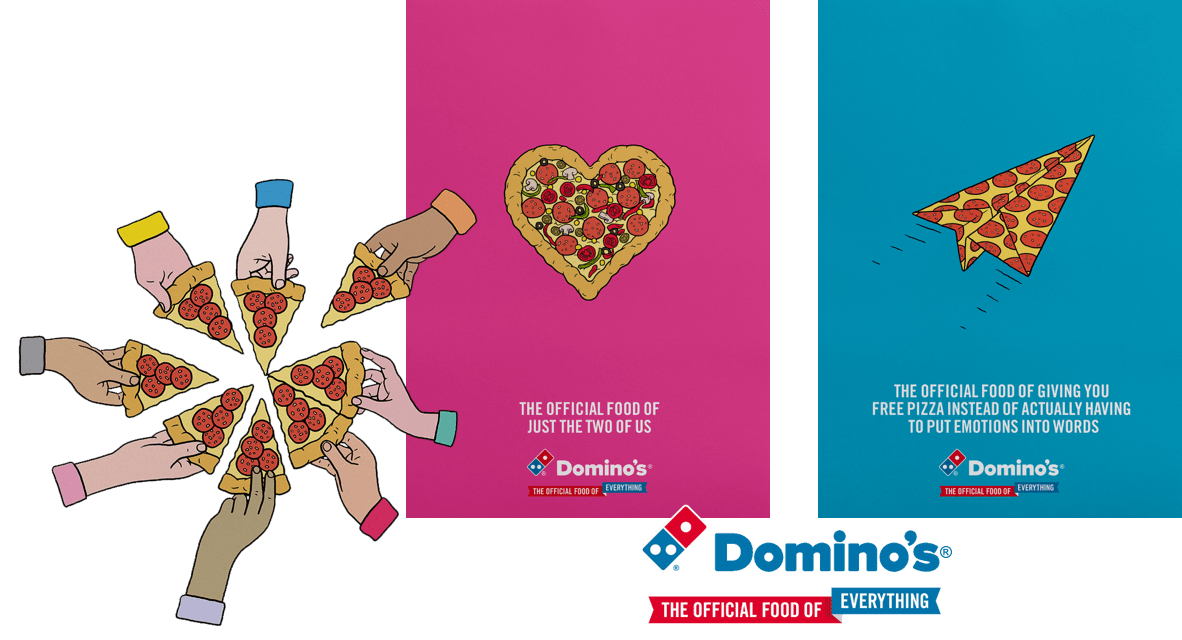 THE OFFICIAL FOOD OF
JUST THE TWO OF US
Domino's®
THE OFFICIAL FOOD OF EVERYTHING
THE OFFICIAL FOOD OF GIVING YOU
FREE PIZZA INSTEAD OF ACTUALLY HAVING
TO PUT EMOTIONS INTO WORDS
Domino's®
THE OFFICIAL FOOD OF EVERYTHING
® Domino's®
THE OFFICIAL FOOD OF EVERYTHING